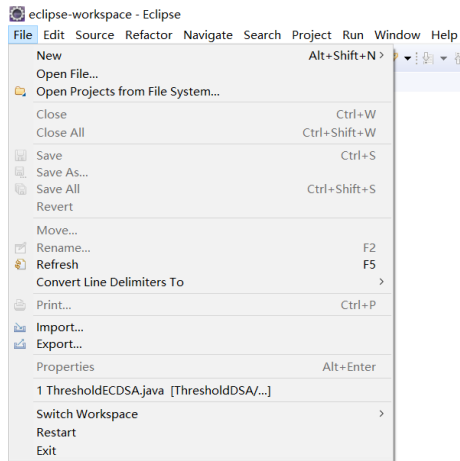 eclipse-workspace - Eclipse
File Edit Source Refactor Navigate Search Project Run Window Help
New Alt+Shift+N >
Open File...
Open Projects from File System...
Close Ctrl+W
Close All Ctrl+Shift+W
Save Ctrl+S
Save As...
Save All Ctrl+Shift+S
Revert
Move...
Rename... F2
Refresh F5
Convert Line Delimiters To >
Print... Ctrl+P
Import...
Export...
Properties Alt+Enter
1 ThresholdECDSA.java [ThresholdDSA/...]
Switch Workspace >
Restart
Exit